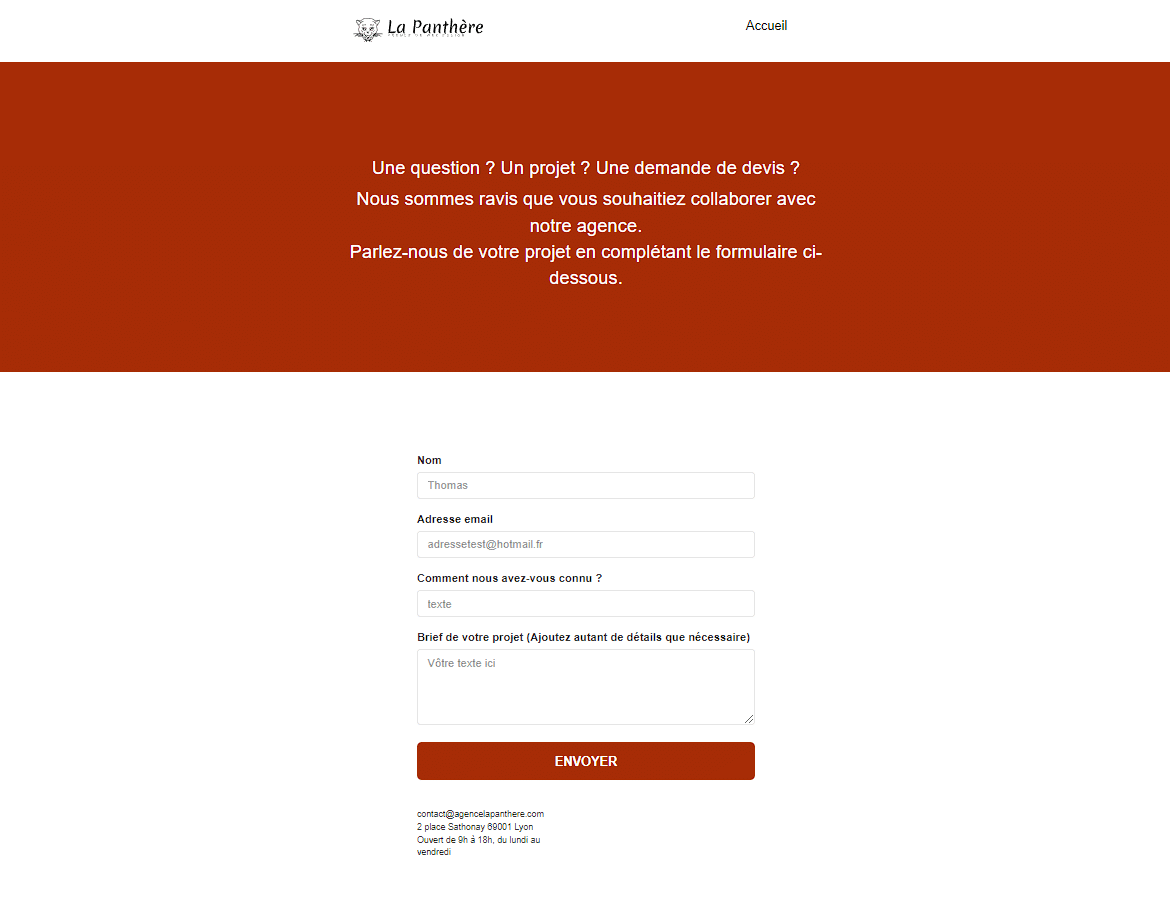 La Panthère
Accueil
Une question ? Un projet ? Une demande de devis ?
Nous sommes ravis que vous souhaitiez collaborer avec
notre agence.
Parlez-nous de votre projet en complétant le formulaire ci-
dessous.
Nom
Thomas
Adresse email
adressetest@hotmail.fr
Comment nous avez-vous connu ?
texte
Brief de votre projet (Ajoutez autant de détails que nécessaire)
Vôtre texte ici
ENVOYER
contact@agencelapanthere.com
2 place Sathonay 69001 Lyon
Ouvert de 9h à 18h, du lundi au
vendredi